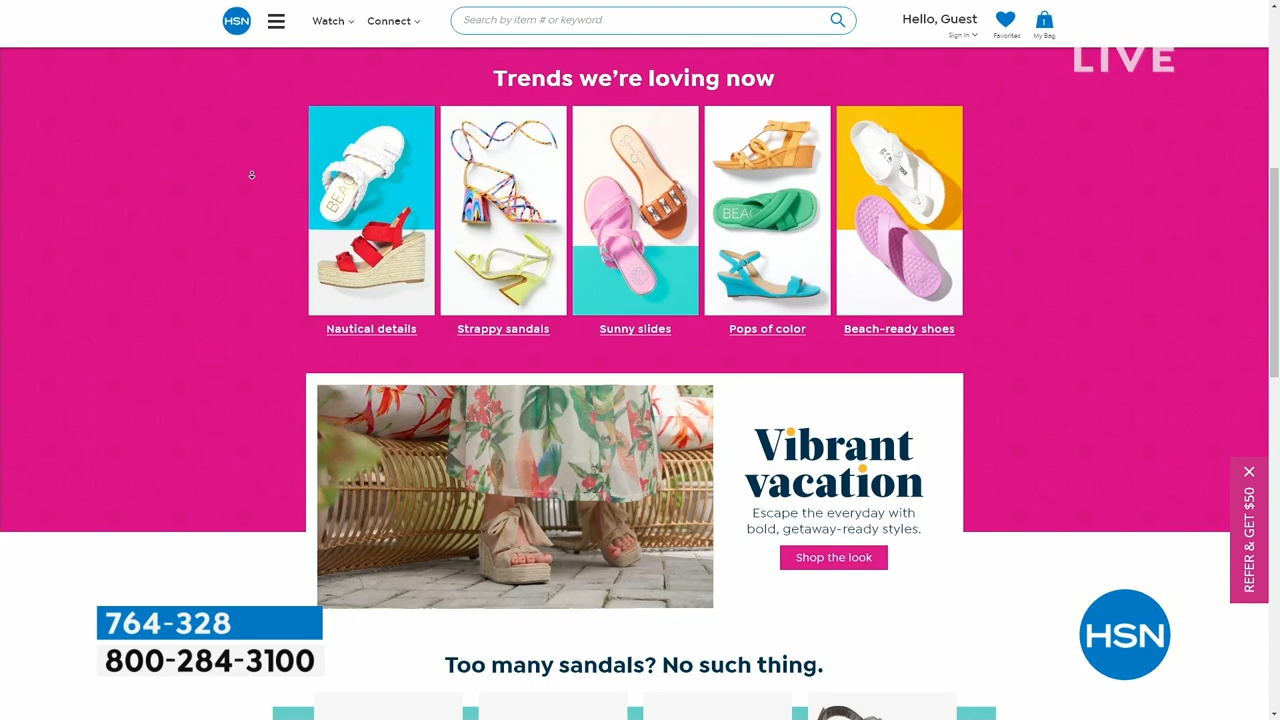 HSN
Watch
Connect
Search by item # or keyword
Hello, Guest
Sign In
Favorites
1
My Bag
LIVE
Trends we're loving now
BEAC
BEAC
Nautical details
Strappy sandals
Sunny slides
Pops of color
Beach-ready shoes
Vibrant
vacation
Escape the everyday with
bold, getaway-ready styles.
Shop the look
REFER & GET $50
764-328
800-284-3100
HSN
Too many sandals? No such thing.